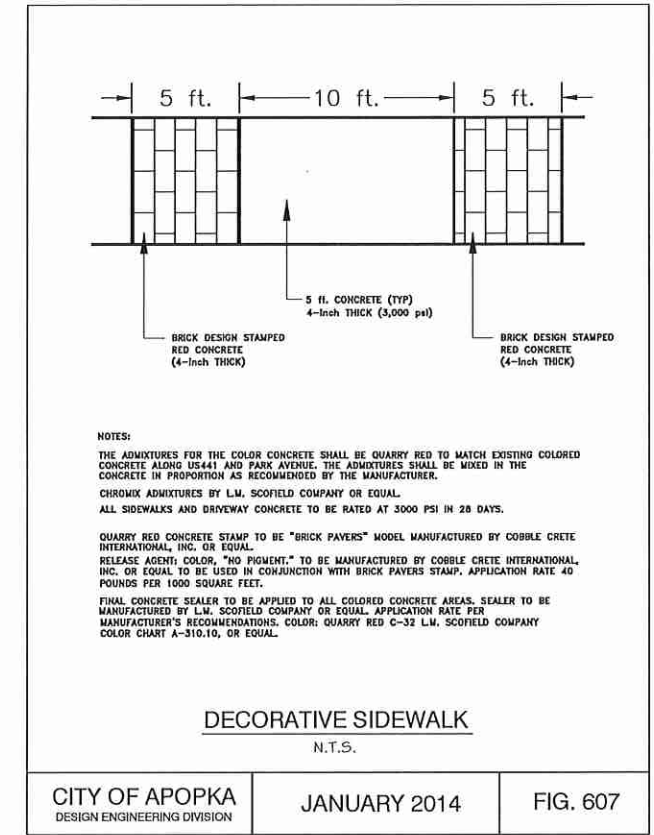 5 ft. 10 ft. 5 ft.
5 ft. CONCRETE (TYP)
4-Inch THICK (3,000 psi)
BRICK DESIGN STAMPED
RED CONCRETE
(4-Inch THICK)
BRICK DESIGN STAMPED
RED CONCRETE
(4-Inch THICK)
NOTES:
THE ADMIXTURES FOR THE COLOR CONCRETE SHALL BE QUARRY RED TO MATCH EXISTING COLORED
CONCRETE ALONG US441 AND PARK AVENUE. THE ADMIXTURES SHALL BE MIXED IN THE
CONCRETE IN PROPORTION AS RECOMMENDED BY THE MANUFACTURER.
CHROMIX ADMIXTURES BY L.M. SCOFIELD COMPANY OR EQUAL.
ALL SIDEWALKS AND DRIVEWAY CONCRETE TO BE RATED AT 3000 PSI IN 28 DAYS.
QUARRY RED CONCRETE STAMP TO BE "BRICK PAVERS" MODEL MANUFACTURED BY COBBLE CRETE
INTERNATIONAL, INC. OR EQUAL.
RELEASE AGENT: COLOR, "NO PIGMENT." TO BE MANUFACTURED BY COBBLE CRETE INTERNATIONAL,
INC. OR EQUAL TO BE USED IN CONJUNCTION WITH BRICK PAVERS STAMP. APPLICATION RATE 40
POUNDS PER 1000 SQUARE FEET.
FINAL CONCRETE SEALER TO BE APPLIED TO ALL COLORED CONCRETE AREAS. SEALER TO BE
MANUFACTURED BY L.M. SCOFIELD COMPANY OR EQUAL. APPLICATION RATE PER
MANUFACTURER'S RECOMMENDATIONS. COLOR: QUARRY RED C-32 L.M. SCOFIELD COMPANY
COLOR CHART A-310.10, OR EQUAL.
DECORATIVE SIDEWALK
N.T.S.
CITY OF APOPKA
DESIGN ENGINEERING DIVISION
JANUARY 2014
FIG. 607